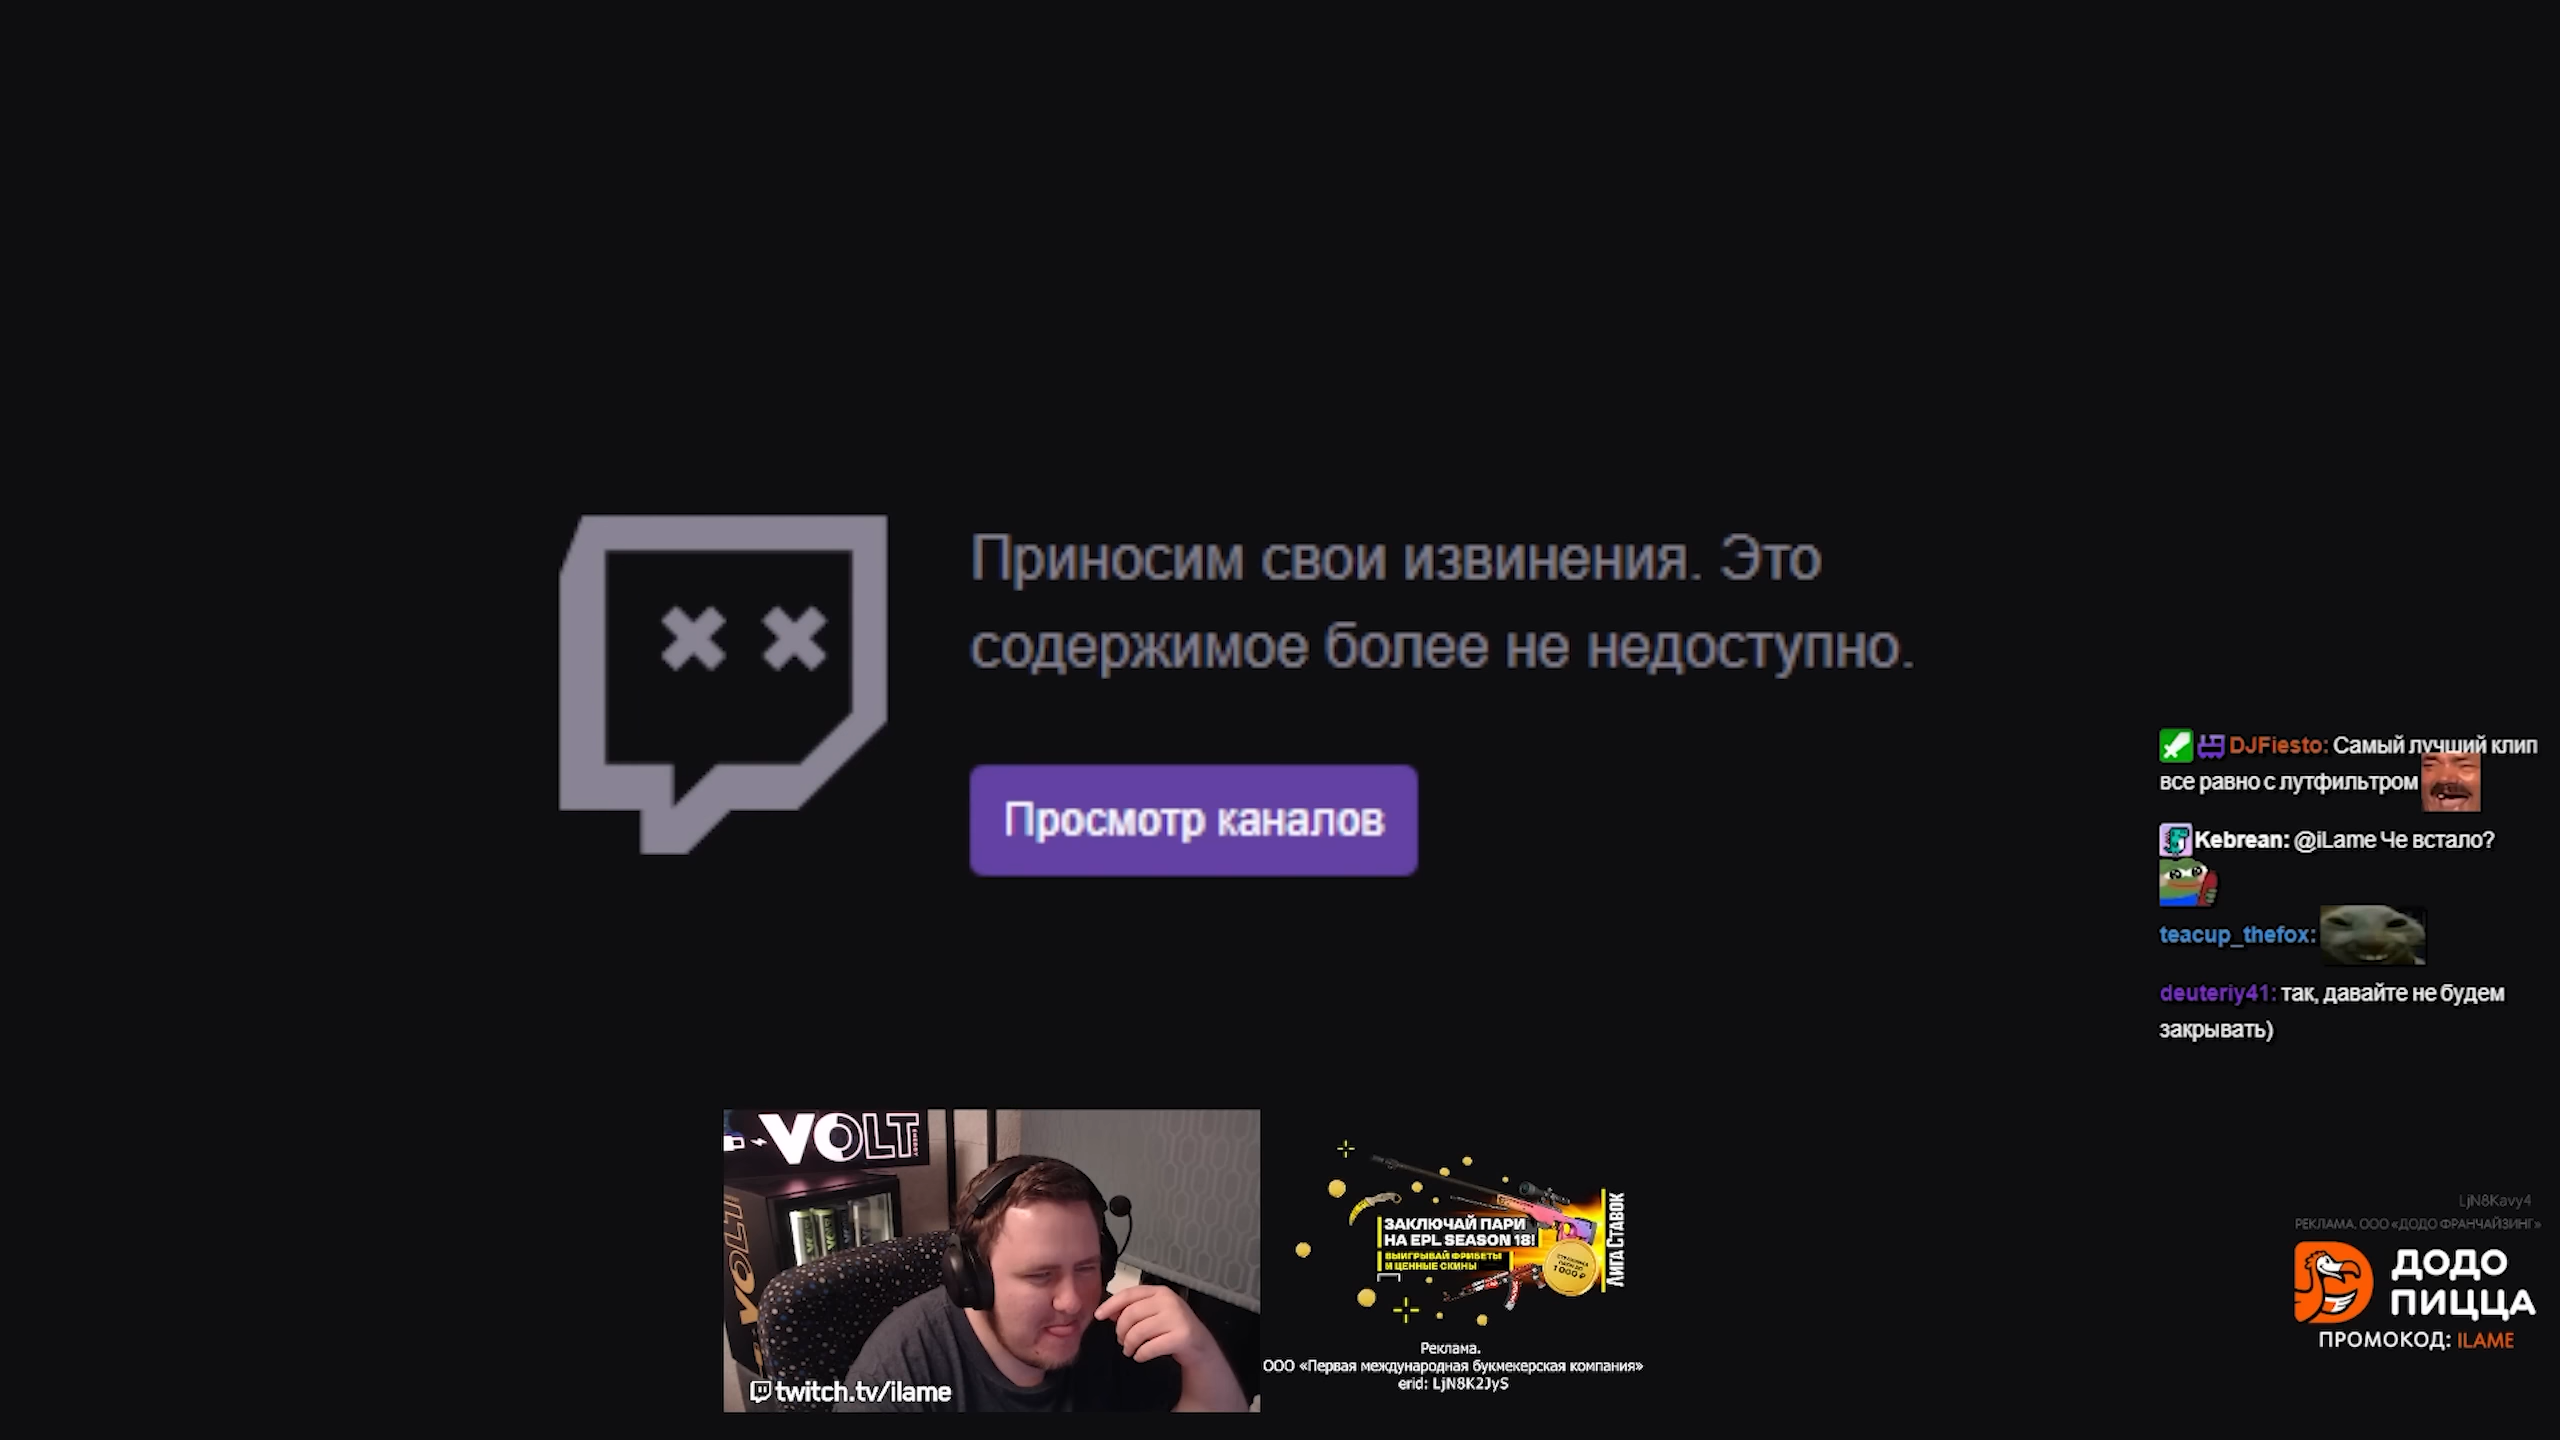 Приносим свои извинения. Это
содержимое более не недоступно.
Просмотр каналов
DJFiesto: Самый лучший клип
все равно с лутфильтром
Kebrean: @iLame Че встало?
teacup_thefox:
deuteriy41: так, давайте не будем
закрывать)
VOLT
VOLT
twitch.tv/ilame
ЗАКЛЮЧАЙ ПАРИ
НА EPL SEASON 18!
ВЫИГРЫВАЙ ФРИБЕТЫ
И ЦЕННЫЕ СКИНЫ
1 000 ₽
Лига Ставок
Реклама.
ООО «Первая международная букмекерская компания»
erid: LjN8K2JyS
LjN8Kavy4
РЕКЛАМА. ООО «ДОДО ФРАНЧАЙЗИНГ»
ДОДО
ПИЦЦА
ПРОМОКОД: ILAME